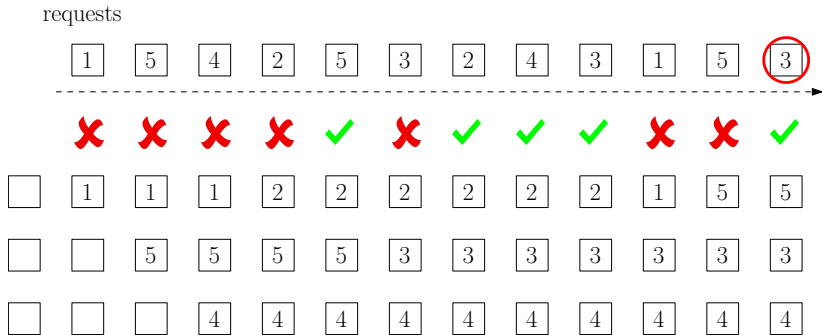 requests
1 5 4 2 5 3 2 4 3 1 5 3
1 1 1 2 2 2 2 2 2 1 5 5
5 5 5 5 3 3 3 3 3 3 3
4 4 4 4 4 4 4 4 4 4